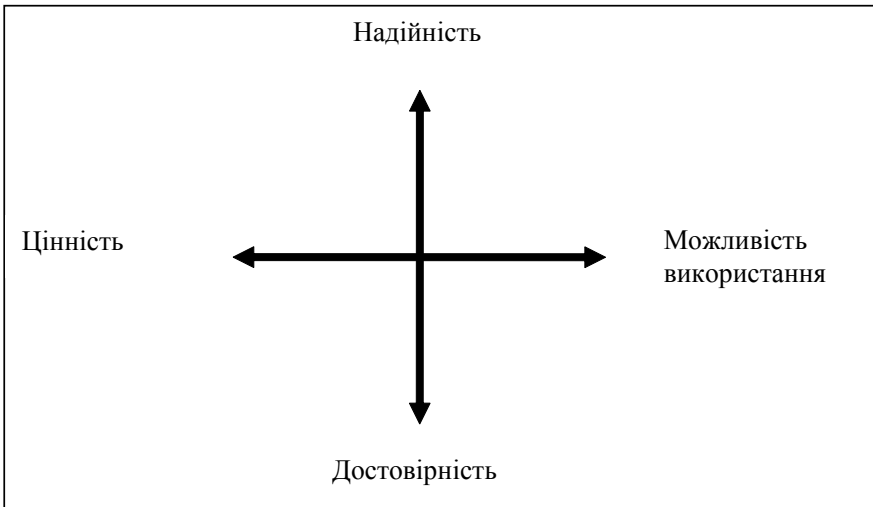 Надійність
Цінність
Можливість
використання
Достовірність